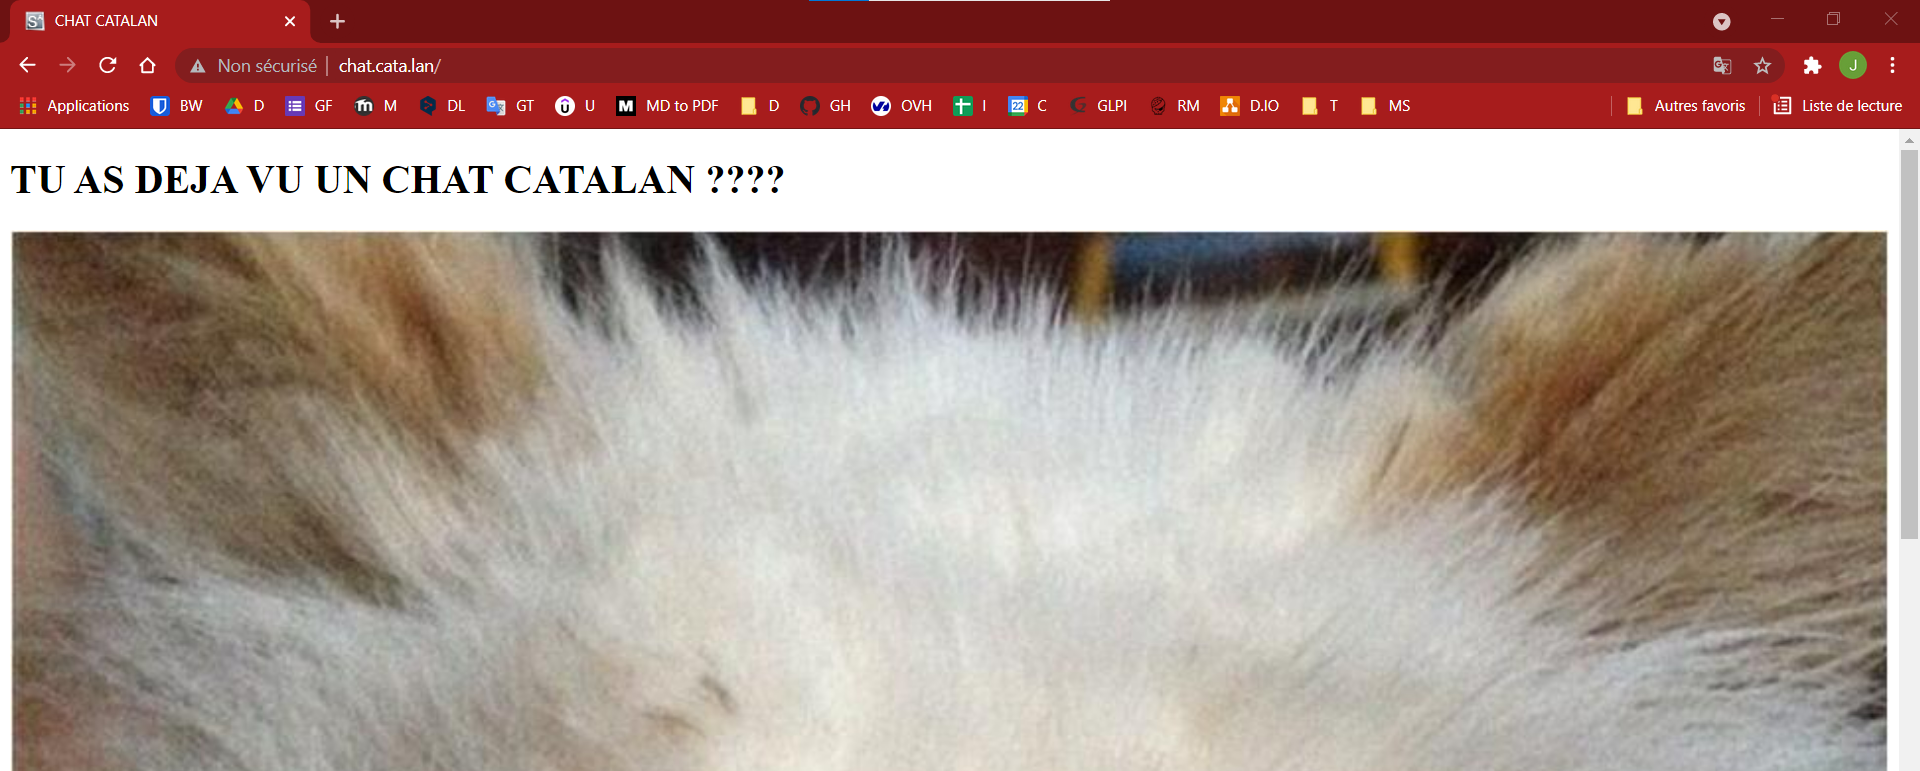 CHAT CATALAN
Non sécurisé | chat.cata.lan/
J
Applications BW D GF M DL GT U MD to PDF D GH OVH I 22 C GLPI RM D.IO T MS Autres favoris Liste de lecture
TU AS DEJA VU UN CHAT CATALAN ????